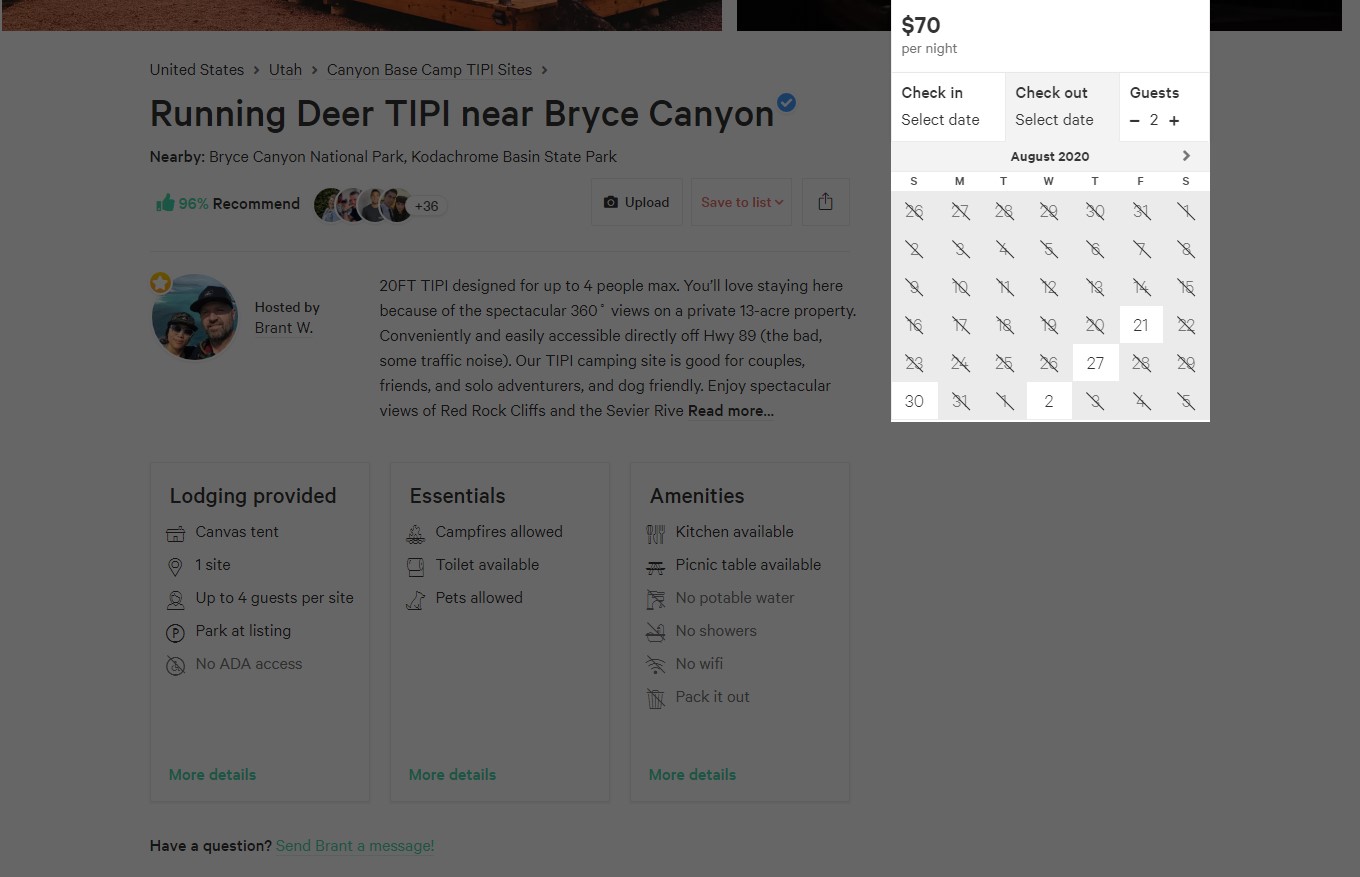 $70
per night
United States > Utah > Canyon Base Camp TIPI Sites >
Running Deer TIPI near Bryce Canyon
Nearby: Bryce Canyon National Park, Kodachrome Basin State Park
96% Recommend +36
Upload Save to list
Hosted by
Brant W.
20FT TIPI designed for up to 4 people max. You'll love staying here
because of the spectacular 360˚ views on a private 13-acre property.
Conveniently and easily accessible directly off Hwy 89 (the bad,
some traffic noise). Our TIPI camping site is good for couples,
friends, and solo adventurers, and dog friendly. Enjoy spectacular
views of Red Rock Cliffs and the Sevier Rive Read more...
Check in Check out Guests
Select date Select date − 2 +
August 2020 >
S M T W T F S
26 27 28 29 30 31 1
2 3 4 5 6 7 8
9 10 11 12 13 14 15
16 17 18 19 20 21 22
23 24 25 26 27 28 29
30 31 1 2 3 4 5
Lodging provided
Canvas tent
1 site
Up to 4 guests per site
Park at listing
No ADA access
More details
Essentials
Campfires allowed
Toilet available
Pets allowed
More details
Amenities
Kitchen available
Picnic table available
No potable water
No showers
No wifi
Pack it out
More details
Have a question? Send Brant a message!